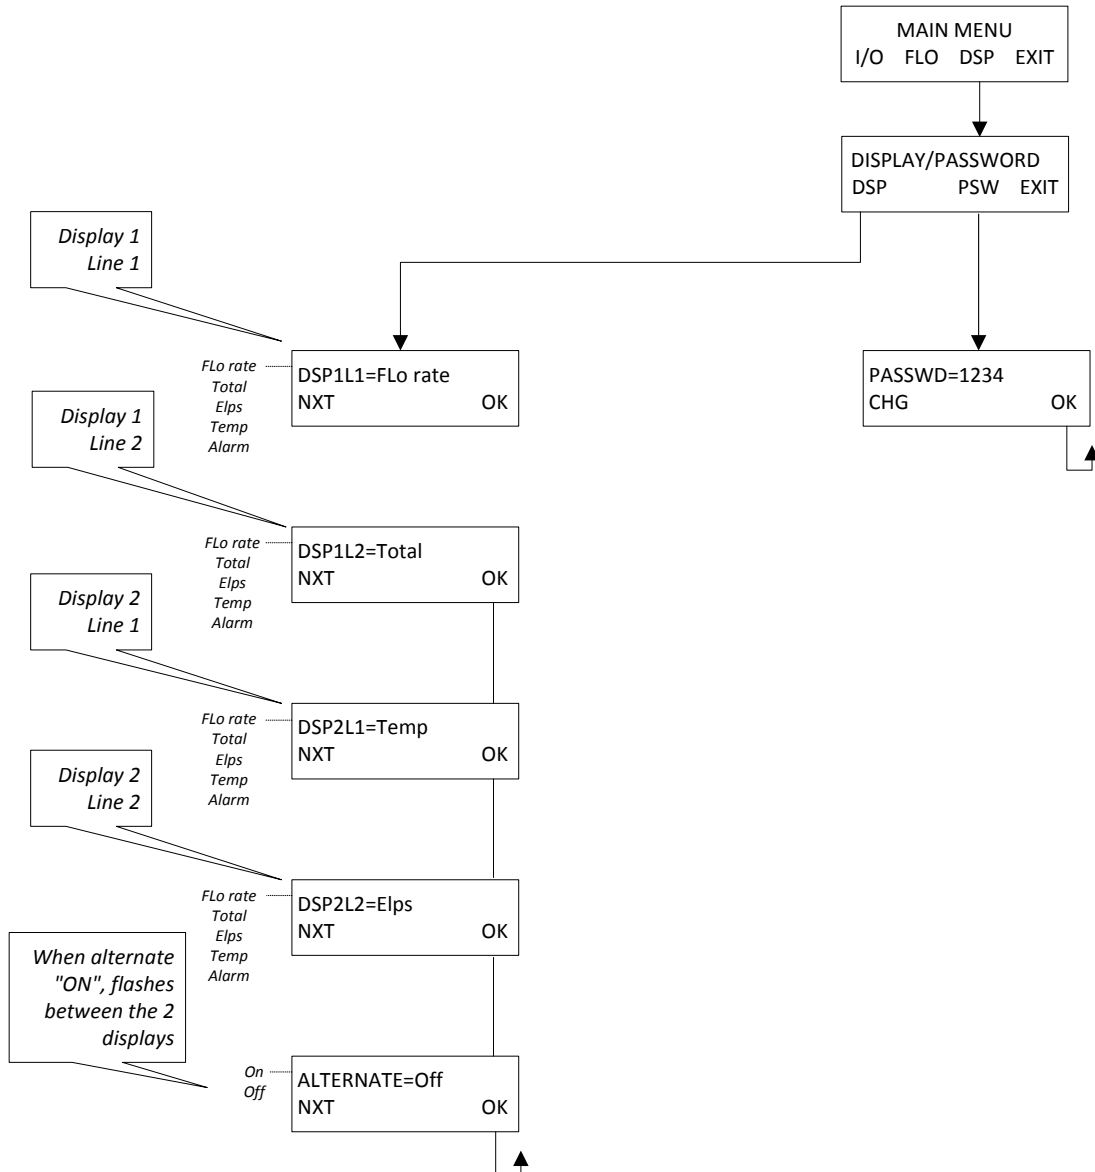 MAIN MENU
I/O FLO DSP EXIT
DISPLAY/PASSWORD
DSP PSW EXIT
Display 1
Line 1
FLo rate
Total
Elps
Temp
Alarm
DSP1L1=FLo rate
NXT OK
PASSWD=1234
CHG OK
Display 1
Line 2
FLo rate
Total
Elps
Temp
Alarm
DSP1L2=Total
NXT OK
Display 2
Line 1
FLo rate
Total
Elps
Temp
Alarm
DSP2L1=Temp
NXT OK
Display 2
Line 2
FLo rate
Total
Elps
Temp
Alarm
DSP2L2=Elps
NXT OK
When alternate
"ON", flashes
between the 2
displays
On
Off
ALTERNATE=Off
NXT OK